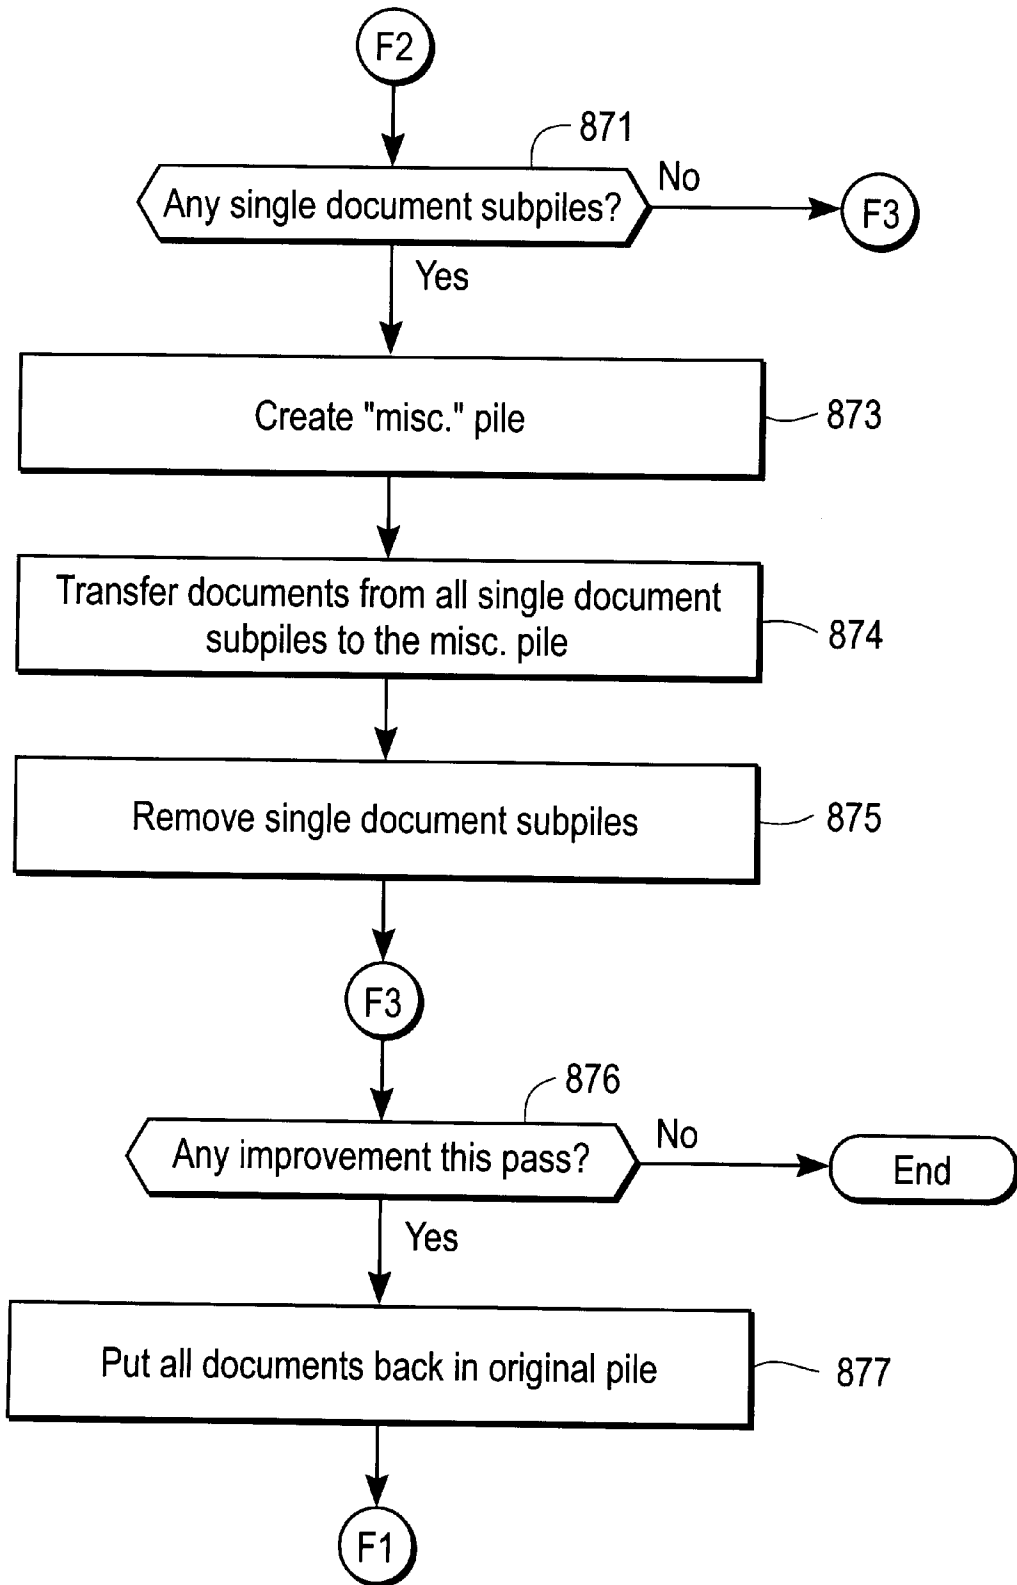 F2
871
Any single document subpiles?
No
F3
Yes
Create "misc." pile
873
Transfer documents from all single document
subpiles to the misc. pile
874
Remove single document subpiles
875
F3
876
Any improvement this pass?
No
End
Yes
Put all documents back in original pile
877
F1